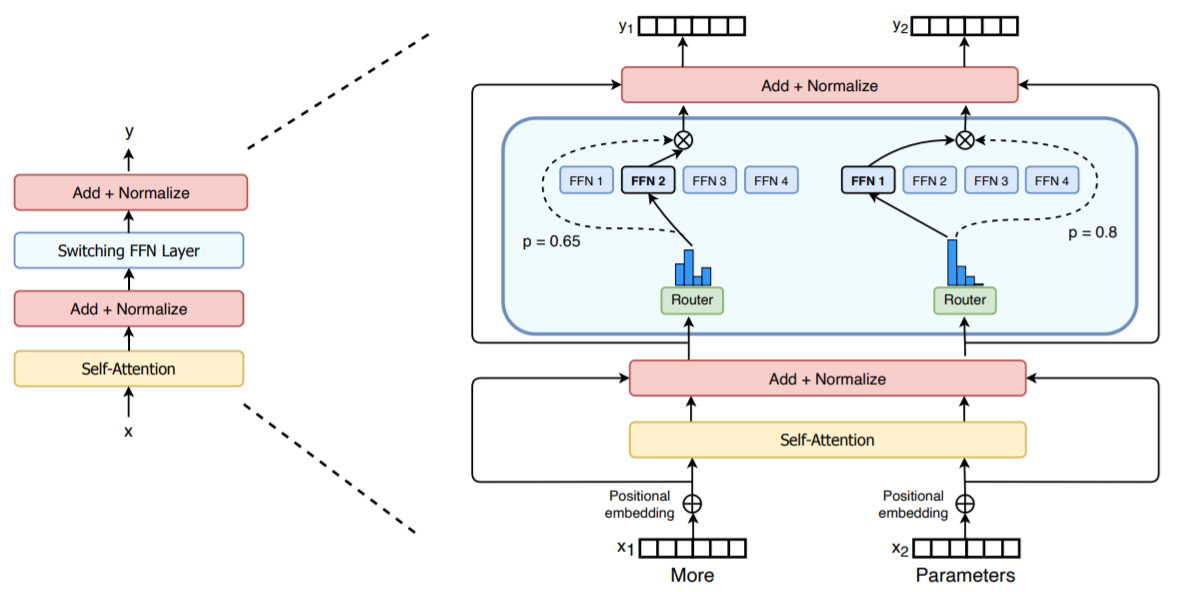 y
Add + Normalize
Switching FFN Layer
Add + Normalize
Self-Attention
x
y1
y2
Add + Normalize
FFN 1
FFN 2
FFN 3
FFN 4
FFN 1
FFN 2
FFN 3
FFN 4
p = 0.65
p = 0.8
Router
Router
Add + Normalize
Self-Attention
Positional
embedding
Positional
embedding
x1
x2
More
Parameters